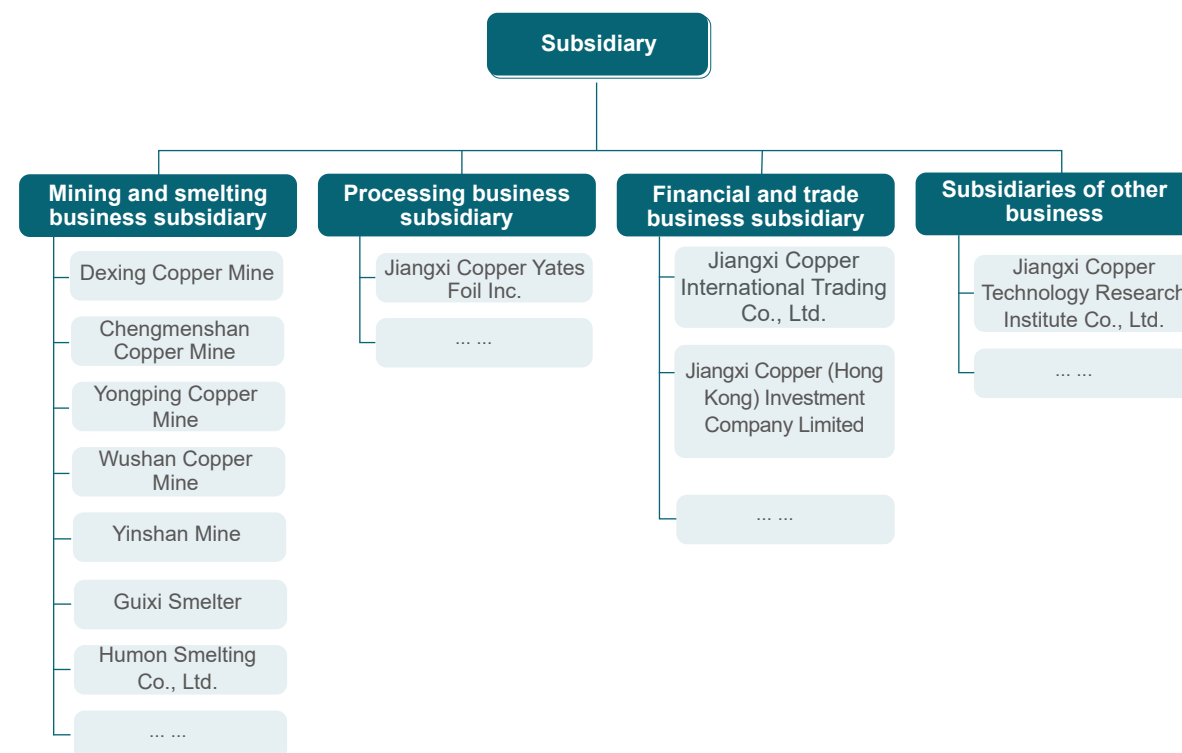 Subsidiary
Mining and smelting
business subsidiary
Dexing Copper Mine
Chengmenshan
Copper Mine
Yongping Copper
Mine
Wushan Copper
Mine
Yinshan Mine
Guixi Smelter
Humon Smelting
Co., Ltd.
... ...
Processing business
subsidiary
Jiangxi Copper Yates
Foil Inc.
... ...
Financial and trade
business subsidiary
Jiangxi Copper
International Trading
Co., Ltd.
Jiangxi Copper (Hong
Kong) Investment
Company Limited
... ...
Subsidiaries of other
business
Jiangxi Copper
Technology Research
Institute Co., Ltd.
... ...